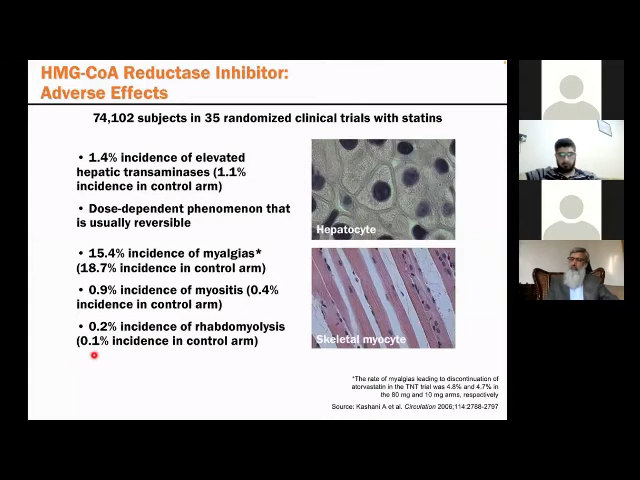 HMG-CoA Reductase Inhibitor:
Adverse Effects
74,102 subjects in 35 randomized clinical trials with statins
• 1.4% incidence of elevated
hepatic transaminases (1.1%
incidence in control arm)
• Dose-dependent phenomenon that
is usually reversible
• 15.4% incidence of myalgias*
(18.7% incidence in control arm)
• 0.9% incidence of myositis (0.4%
incidence in control arm)
• 0.2% incidence of rhabdomyolysis
(0.1% incidence in control arm)
Hepatocyte
Skeletal myocyte
*The rate of myalgias leading to discontinuation of
atorvastatin in the TNT trial was 4.8% and 4.7% in
the 80 mg and 10 mg arms, respectively
Source: Kashani A et al. Circulation 2006;114:2788-2797